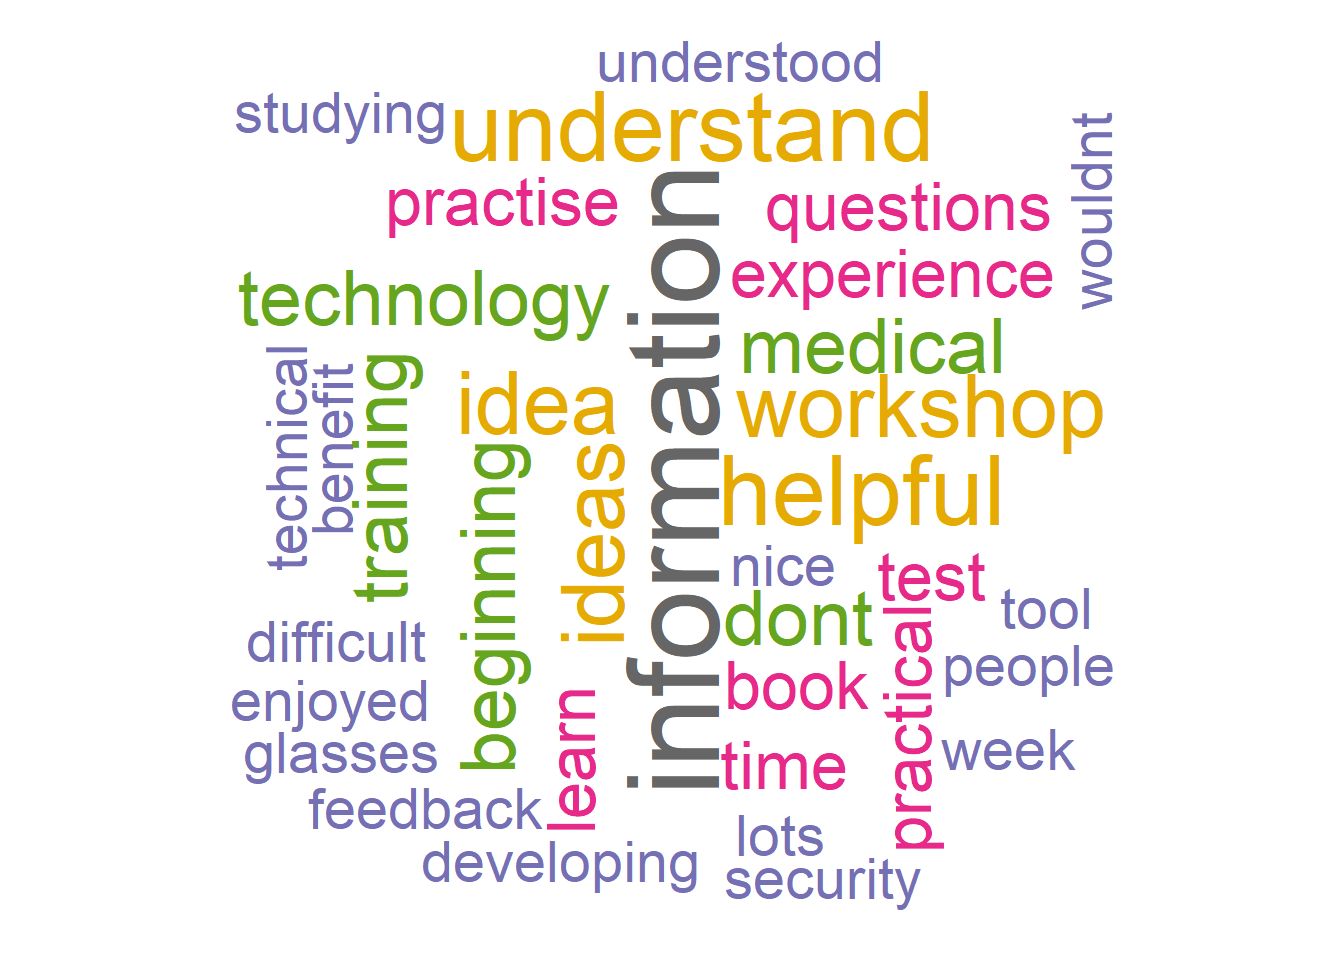 understood
studying
understand
wouldnt
practise
questions
information
experience
technology
medical
technical
benefit
training
idea
workshop
beginning
ideas
helpful
nice
test
dont
tool
difficult
people
practical
book
enjoyed
learn
time
week
glasses
feedback
lots
developing
security